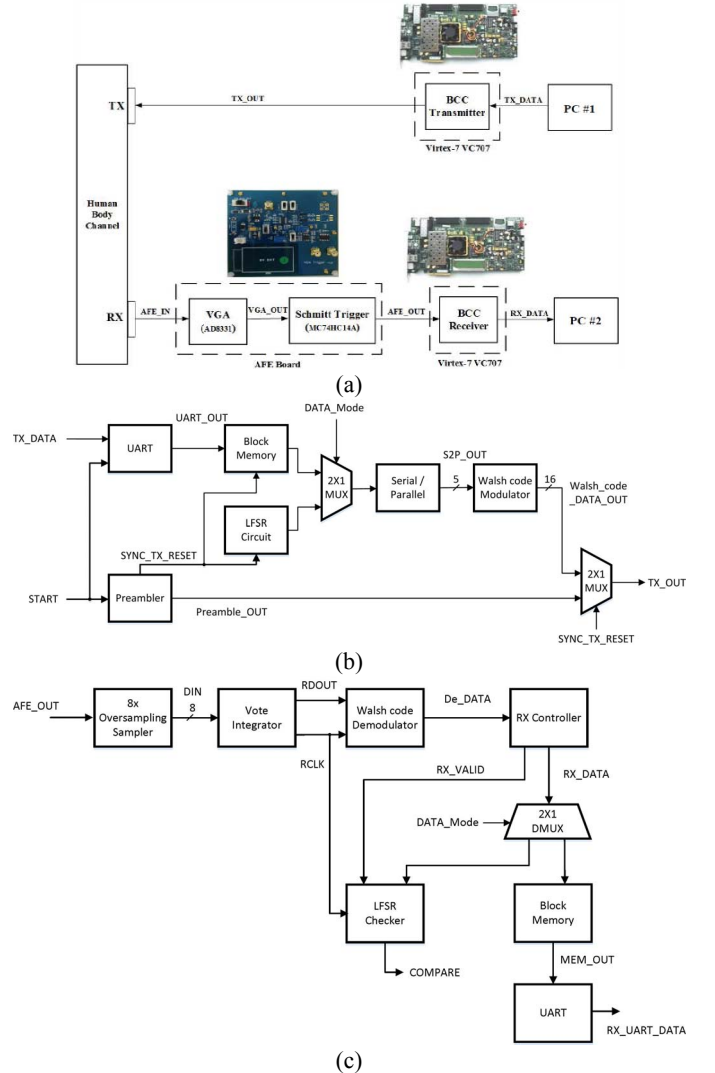 TX
TX_OUT
BCC
Transmitter
TX_DATA
PC #1
Virtex-7 VC707
Human
Body
Channel
RX
AFE_IN
VGA
(AD8331)
VGA_OUT
Schmitt Trigger
(MC74HC14A)
AFE_OUT
BCC
Receiver
RX_DATA
PC #2
AFE Board
Virtex-7 VC707
(a)
DATA_Mode
UART_OUT
TX_DATA
UART
Block
Memory
2X1
MUX
Serial /
Parallel
S2P_OUT
5
Walsh code
Modulator
16
Walsh_code
_DATA_OUT
LFSR
Circuit
SYNC_TX_RESET
START
Preambler
Preamble_OUT
2X1
MUX
TX_OUT
SYNC_TX_RESET
(b)
AFE_OUT
8x
Oversampling
Sampler
DIN
8
Vote
Integrator
RDOUT
RCLK
Walsh code
Demodulator
De_DATA
RX Controller
RX_VALID
RX_DATA
DATA_Mode
2X1
DMUX
LFSR
Checker
Block
Memory
COMPARE
MEM_OUT
UART
RX_UART_DATA
(c)